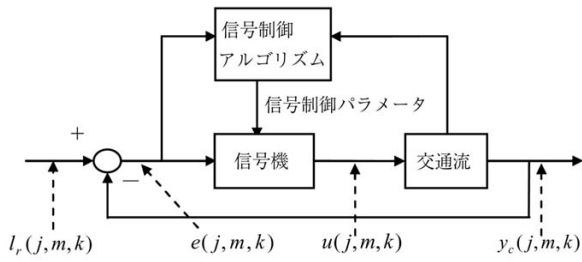 信号制御
アルゴリズム
信号制御パラメータ
+
信号機
交通流
−
l_r(j,m,k)
e(j,m,k)
u(j,m,k)
y_c(j,m,k)